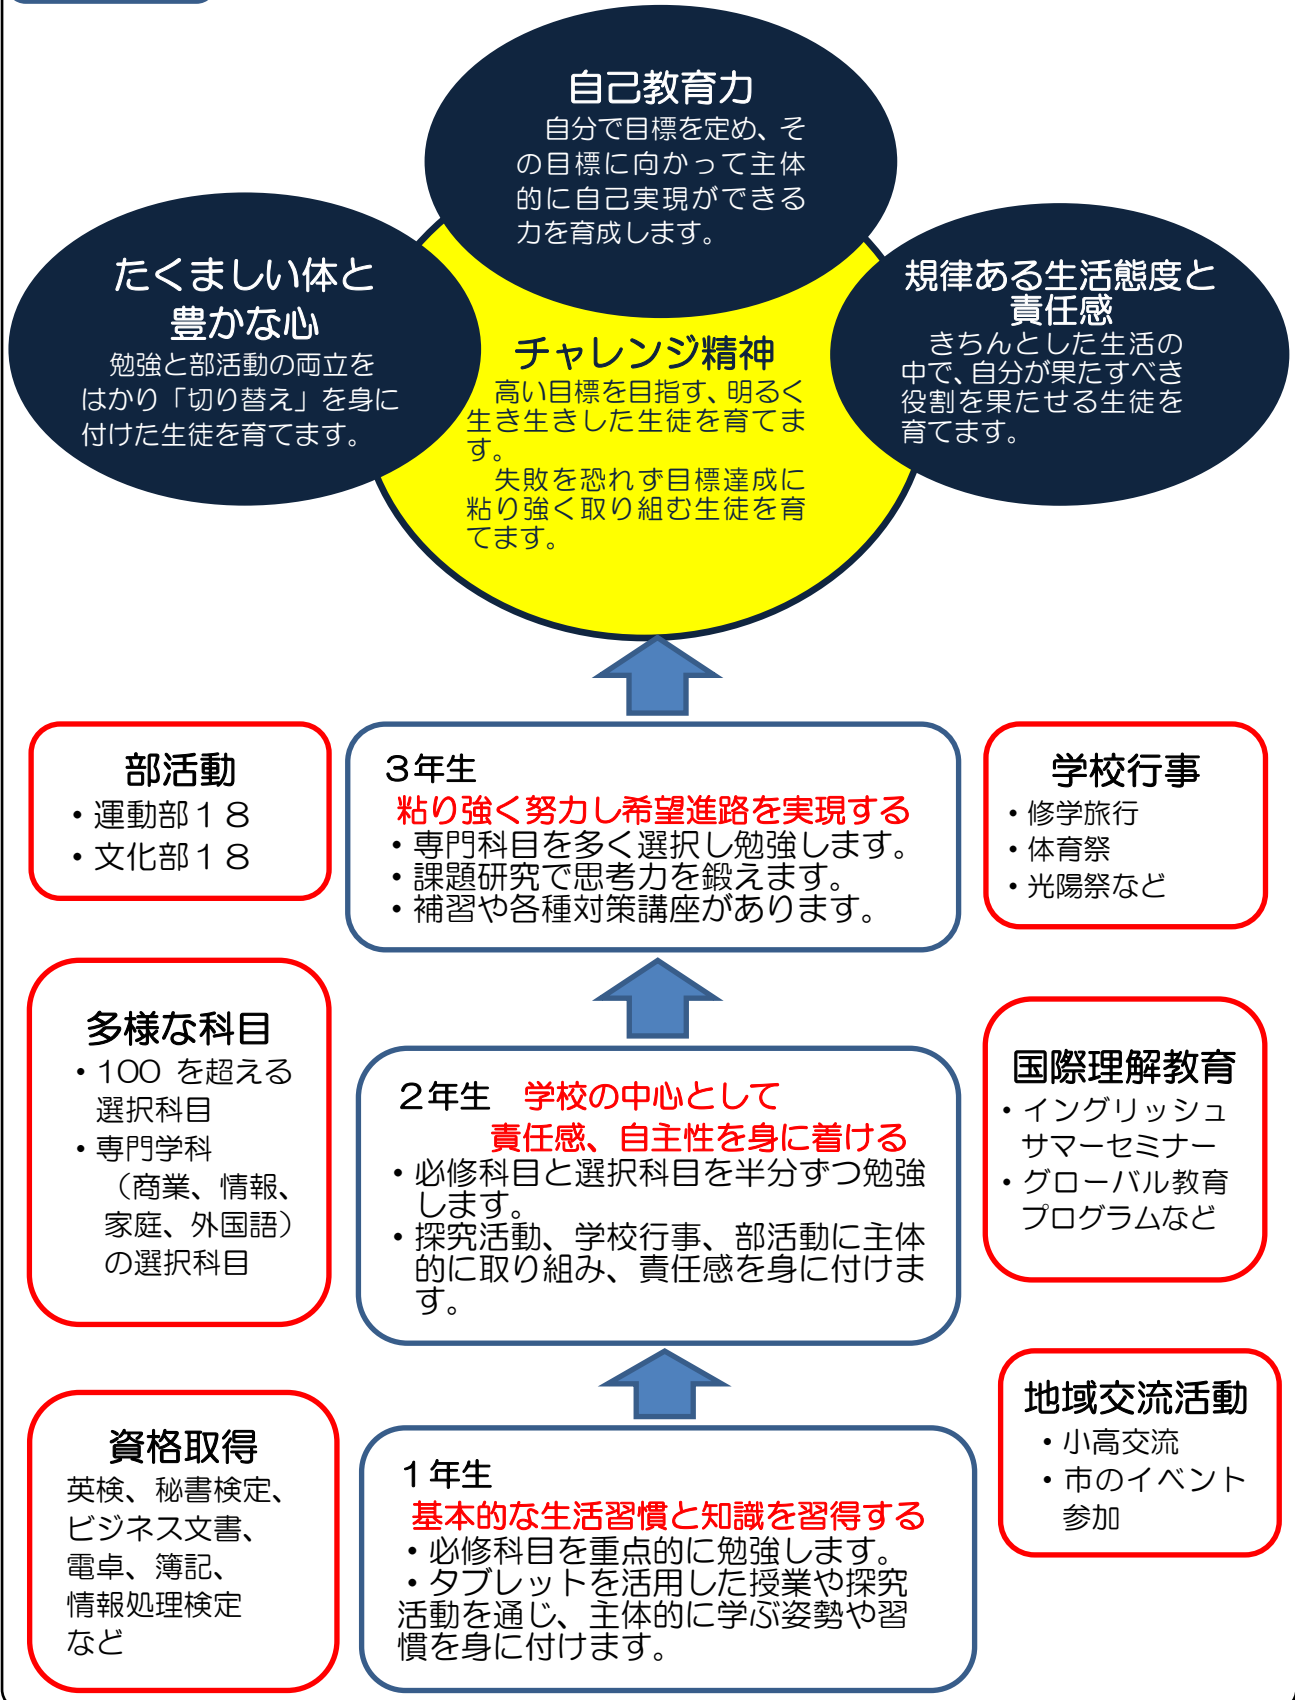 自己教育力
自分で目標を定め、そ
の目標に向かって主体
的に自己実現ができる
力を育成します。
たくましい体と
豊かな心
勉強と部活動の両立を
はかり「切り替え」を身に
付けた生徒を育てます。
規律ある生活態度と
責任感
きちんとした生活の
中で、自分が果たすべき
役割を果たせる生徒を
育てます。
チャレンジ精神
高い目標を目指す、明るく
生き生きした生徒を育てま
す。
失敗を恐れず目標達成に
粘り強く取り組む生徒を育
てます。
部活動
・運動部１８
・文化部１８
３年生
粘り強く努力し希望進路を実現する
・専門科目を多く選択し勉強します。
・課題研究で思考力を鍛えます。
・補習や各種対策講座があります。
学校行事
・修学旅行
・体育祭
・光陽祭など
多様な科目
・100 を超える
選択科目
・専門学科
（商業、情報、
家庭、外国語）
の選択科目
２年生　学校の中心として
責任感、自主性を身に着ける
・必修科目と選択科目を半分ずつ勉強
します。
・探究活動、学校行事、部活動に主体
的に取り組み、責任感を身に付けま
す。
国際理解教育
・イングリッシュ
サマーセミナー
・グローバル教育
プログラムなど
資格取得
英検、秘書検定、
ビジネス文書、
電卓、簿記、
情報処理検定
など
１年生
基本的な生活習慣と知識を習得する
・必修科目を重点的に勉強します。
・タブレットを活用した授業や探究
活動を通じ、主体的に学ぶ姿勢や習
慣を身に付けます。
地域交流活動
・小高交流
・市のイベント
参加